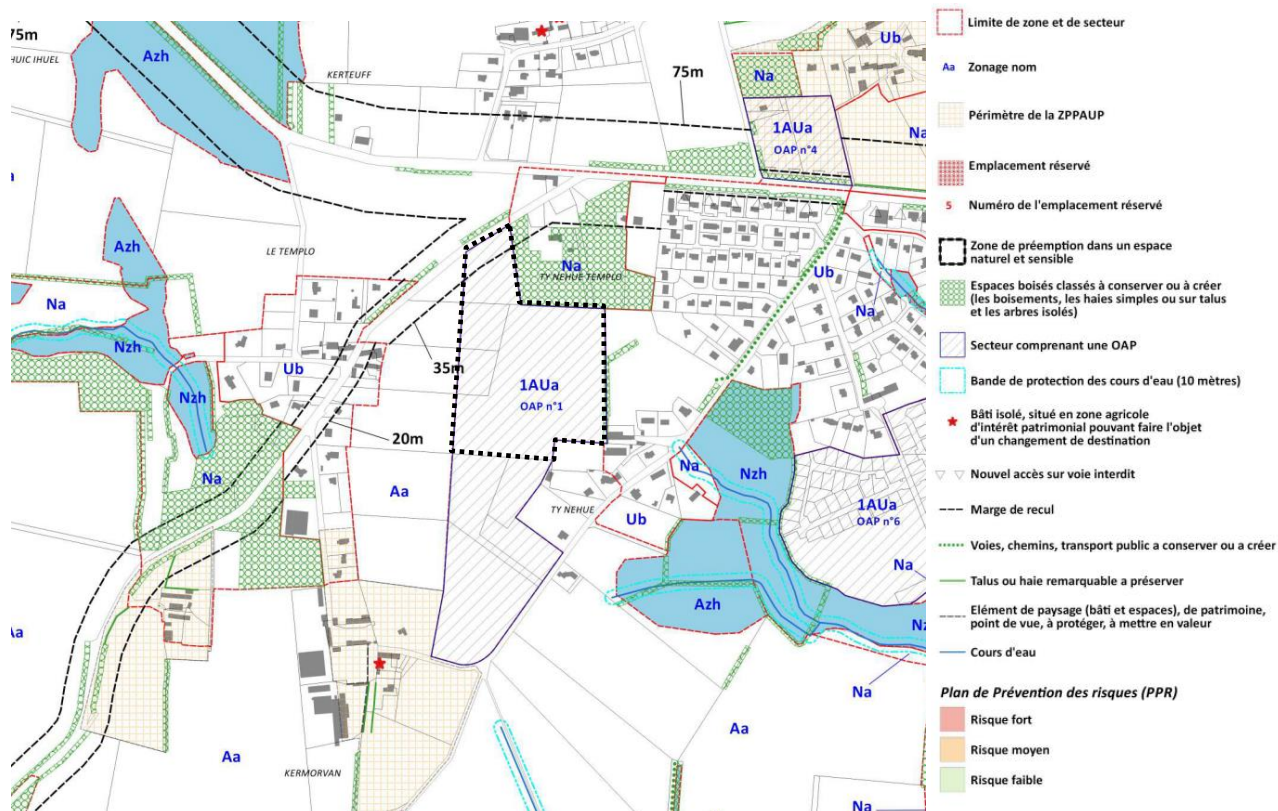 75m
HUIC IHUEL
Azh
KERTEUFF
75m
Ub
Na
1AUa
OAP n°4
Na
Azh
LE TEMPLO
Na
TY NEHUE TEMPLO
Ub
Na
Na
Nzh
Nzh
Ub
35m
1AUa
OAP n°1
20m
Na
Aa
Na
Nzh
TY NEHUE
Ub
1AUa
OAP n°6
Na
Azh
Na
Aa
Aa
KERMORVAN
Na
Limite de zone et de secteur
Aa Zonage nom
Périmètre de la ZPPAUP
Emplacement réservé
5 Numéro de l'emplacement réservé
Zone de préemption dans un espace
naturel et sensible
Espaces boisés classés à conserver ou à créer
(les boisements, les haies simples ou sur talus
et les arbres isolés)
Secteur comprenant une OAP
Bande de protection des cours d'eau (10 mètres)
Bâti isolé, situé en zone agricole
d'intérêt patrimonial pouvant faire l'objet
d'un changement de destination
Nouvel accès sur voie interdit
Marge de recul
Voies, chemins, transport public a conserver ou a créer
Talus ou haie remarquable a préserver
Elément de paysage (bâti et espaces), de patrimoine,
point de vue, à protéger, à mettre en valeur
Cours d'eau
Plan de Prévention des risques (PPR)
Risque fort
Risque moyen
Risque faible